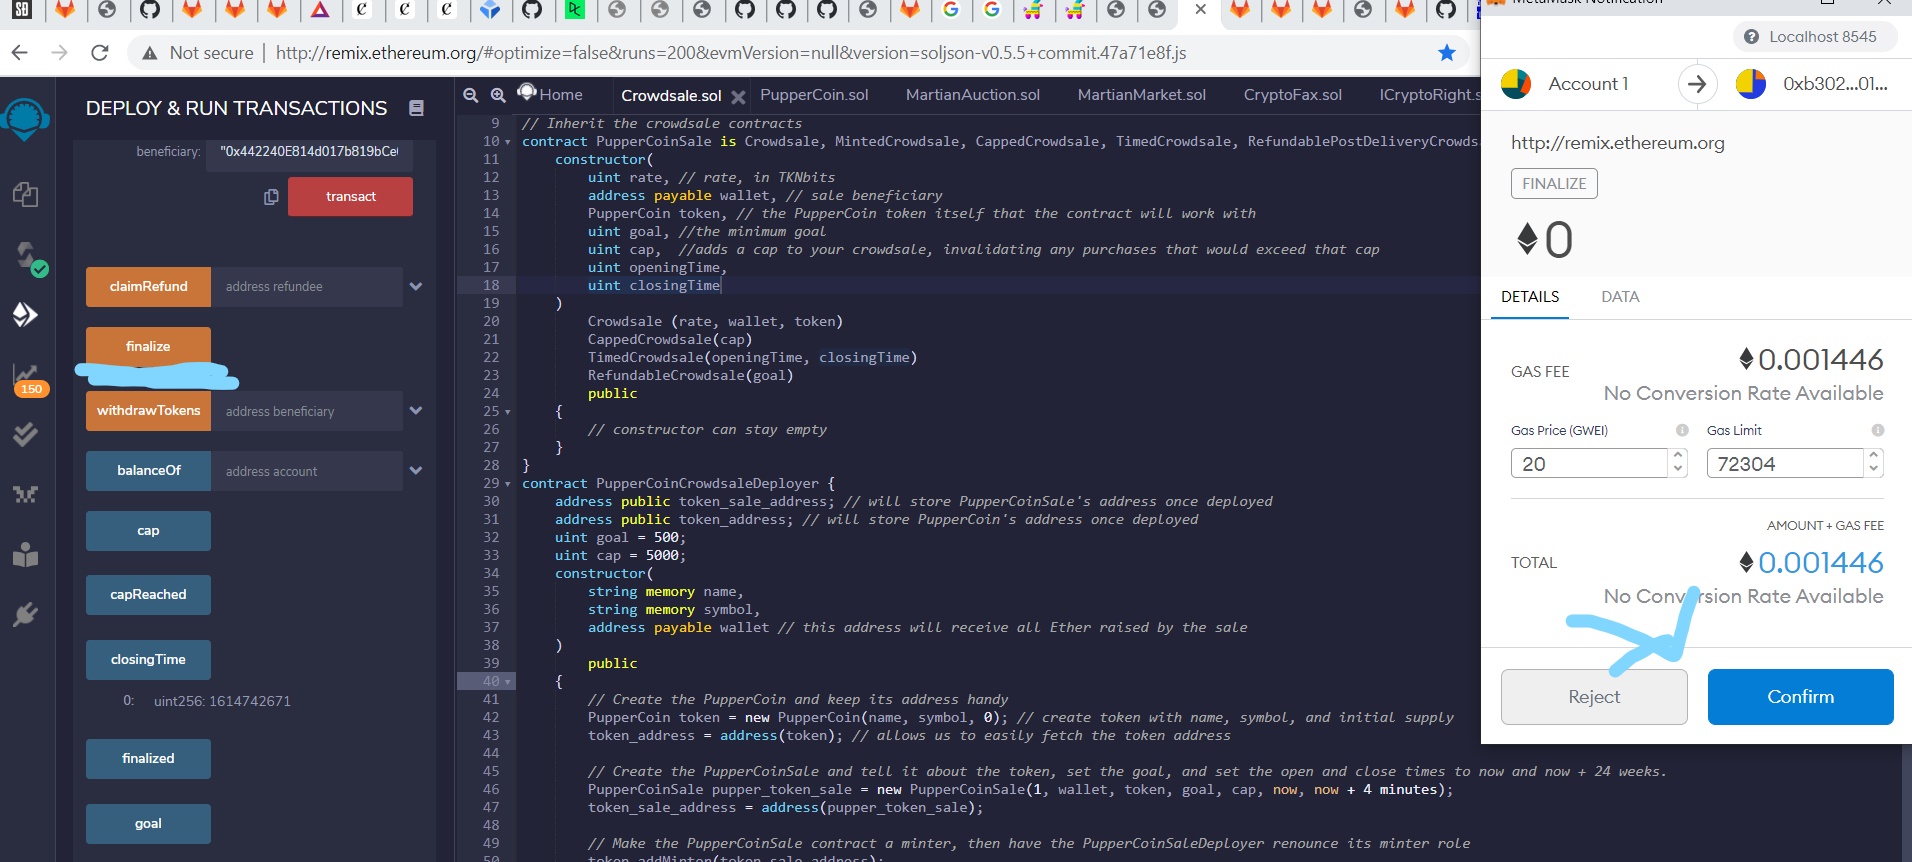 MetaMask Notification
Not secure | http://remix.ethereum.org/#optimize=false&runs=200&evmVersion=null&version=soljson-v0.5.5+commit.47a71e8f.js
DEPLOY & RUN TRANSACTIONS
beneficiary: "0x442240E814d017b819bCe
transact
claimRefund address refundee
finalize
150
withdrawTokens address beneficiary
balanceOf address account
cap
capReached
closingTime
0: uint256: 1614742671
finalized
goal
Home Crowdsale.sol PupperCoin.sol MartianAuction.sol MartianMarket.sol CryptoFax.sol ICryptoRight.s
9 // Inherit the crowdsale contracts
10 contract PupperCoinSale is Crowdsale, MintedCrowdsale, CappedCrowdsale, TimedCrowdsale, RefundablePostDeliveryCrowds
11 constructor(
12 uint rate, // rate, in TKNbits
13 address payable wallet, // sale beneficiary
14 PupperCoin token, // the PupperCoin token itself that the contract will work with
15 uint goal, //the minimum goal
16 uint cap, //adds a cap to your crowdsale, invalidating any purchases that would exceed that cap
17 uint openingTime,
18 uint closingTime
19 )
20 Crowdsale (rate, wallet, token)
21 CappedCrowdsale(cap)
22 TimedCrowdsale(openingTime, closingTime)
23 RefundableCrowdsale(goal)
24 public
25 {
26 // constructor can stay empty
27 }
28 }
29 contract PupperCoinCrowdsaleDeployer {
30 address public token_sale_address; // will store PupperCoinSale's address once deployed
31 address public token_address; // will store PupperCoin's address once deployed
32 uint goal = 500;
33 uint cap = 5000;
34 constructor(
35 string memory name,
36 string memory symbol,
37 address payable wallet // this address will receive all Ether raised by the sale
38 )
39 public
40 {
41 // Create the PupperCoin and keep its address handy
42 PupperCoin token = new PupperCoin(name, symbol, 0); // create token with name, symbol, and initial supply
43 token_address = address(token); // allows us to easily fetch the token address
44
45 // Create the PupperCoinSale and tell it about the token, set the goal, and set the open and close times to now and now + 24 weeks.
46 PupperCoinSale pupper_token_sale = new PupperCoinSale(1, wallet, token, goal, cap, now, now + 4 minutes);
47 token_sale_address = address(pupper_token_sale);
48
49 // Make the PupperCoinSale contract a minter, then have the PupperCoinSaleDeployer renounce its minter role
50 token.addMinter(token_sale_address);
Localhost 8545
Account 1 0xb302...01...
http://remix.ethereum.org
FINALIZE
0
DETAILS DATA
GAS FEE 0.001446
No Conversion Rate Available
Gas Price (GWEI) Gas Limit
20 72304
AMOUNT + GAS FEE
TOTAL 0.001446
No Conversion Rate Available
Reject Confirm